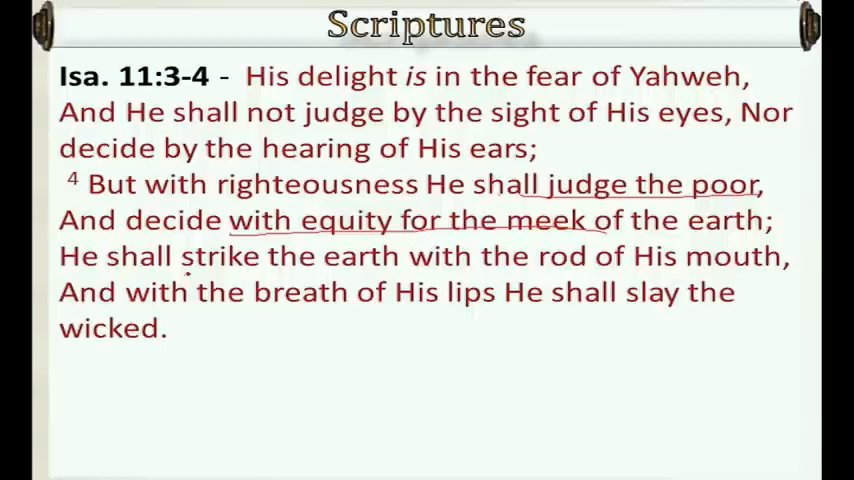 Scriptures
Isa. 11:3-4 - His delight is in the fear of Yahweh,
And He shall not judge by the sight of His eyes, Nor
decide by the hearing of His ears;
4 But with righteousness He shall judge the poor,
And decide with equity for the meek of the earth;
He shall strike the earth with the rod of His mouth,
And with the breath of His lips He shall slay the
wicked.